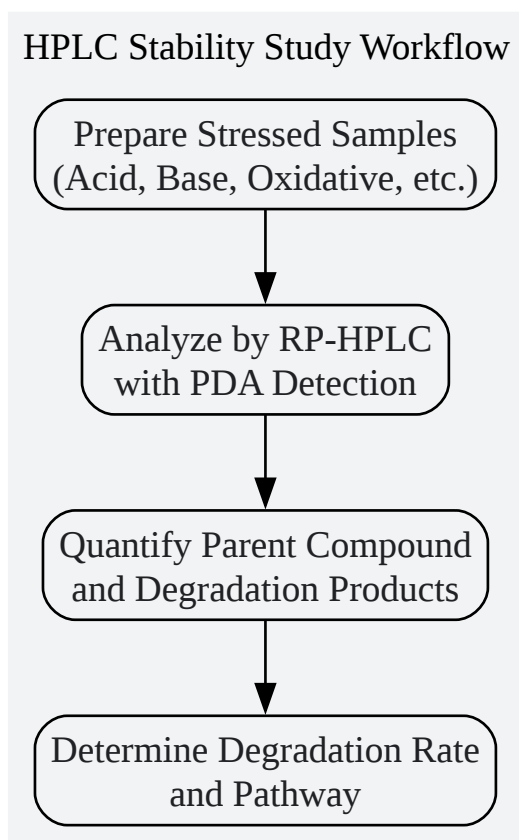 HPLC Stability Study Workflow
Prepare Stressed Samples
(Acid, Base, Oxidative, etc.)
Analyze by RP-HPLC
with PDA Detection
Quantify Parent Compound
and Degradation Products
Determine Degradation Rate
and Pathway